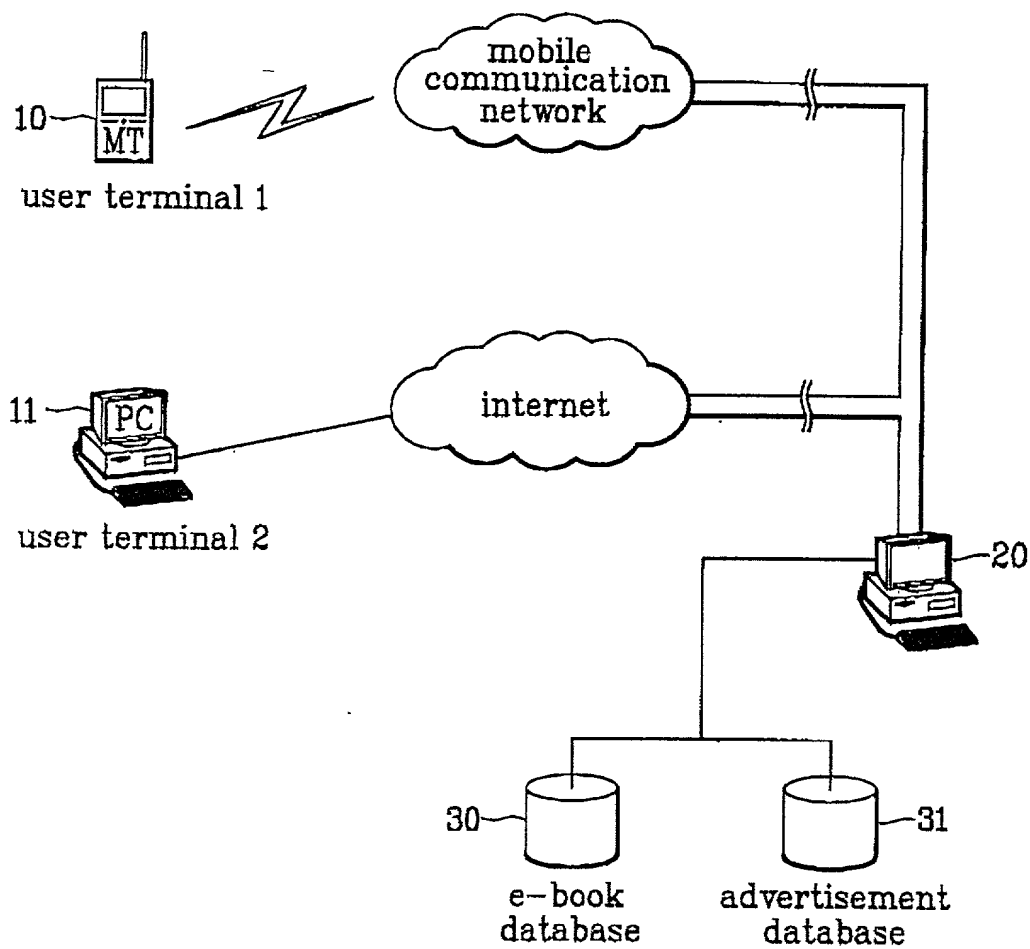 mobile
communication
network
10
MT
user terminal 1
11
PC
internet
user terminal 2
20
30
31
e-book
database
advertisement
database